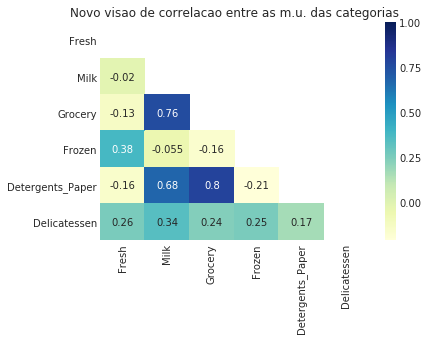 Novo visao de correlacao entre as m.u. das categorias
Fresh
Milk -0.02
Grocery -0.13 0.76
Frozen 0.38 -0.055 -0.16
Detergents_Paper -0.16 0.68 0.8 -0.21
Delicatessen 0.26 0.34 0.24 0.25 0.17
Fresh Milk Grocery Frozen Detergents_Paper Delicatessen
1.00
0.75
0.50
0.25
0.00